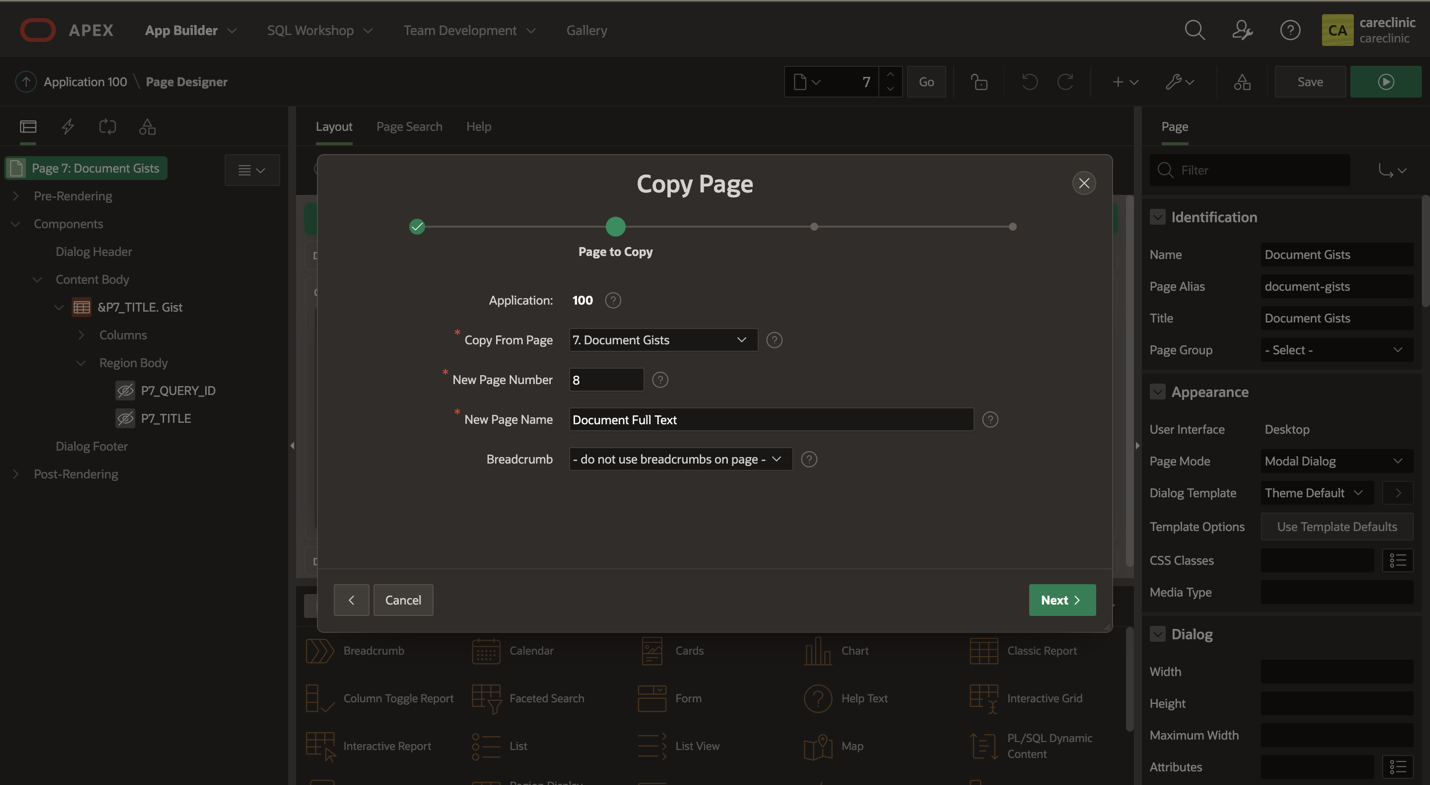 APEX App Builder SQL Workshop Team Development Gallery CA careclinic
careclinic
Application 100 \ Page Designer 7 Go Save
Layout Page Search Help Page
Page 7: Document Gists
Pre-Rendering
Components
Dialog Header
Content Body
&P7_TITLE. Gist
Columns
Region Body
P7_QUERY_ID
P7_TITLE
Dialog Footer
Post-Rendering
Copy Page
Page to Copy
Application: 100
* Copy From Page 7. Document Gists
* New Page Number 8
* New Page Name Document Full Text
Breadcrumb - do not use breadcrumbs on page -
Cancel Next
Breadcrumb Calendar Cards Chart Classic Report
Column Toggle Report Faceted Search Form Help Text Interactive Grid
Interactive Report List List View Map PL/SQL Dynamic
Content
Region Display
Filter
Identification
Name Document Gists
Page Alias document-gists
Title Document Gists
Page Group - Select -
Appearance
User Interface Desktop
Page Mode Modal Dialog
Dialog Template Theme Default
Template Options Use Template Defaults
CSS Classes
Media Type
Dialog
Width
Height
Maximum Width
Attributes